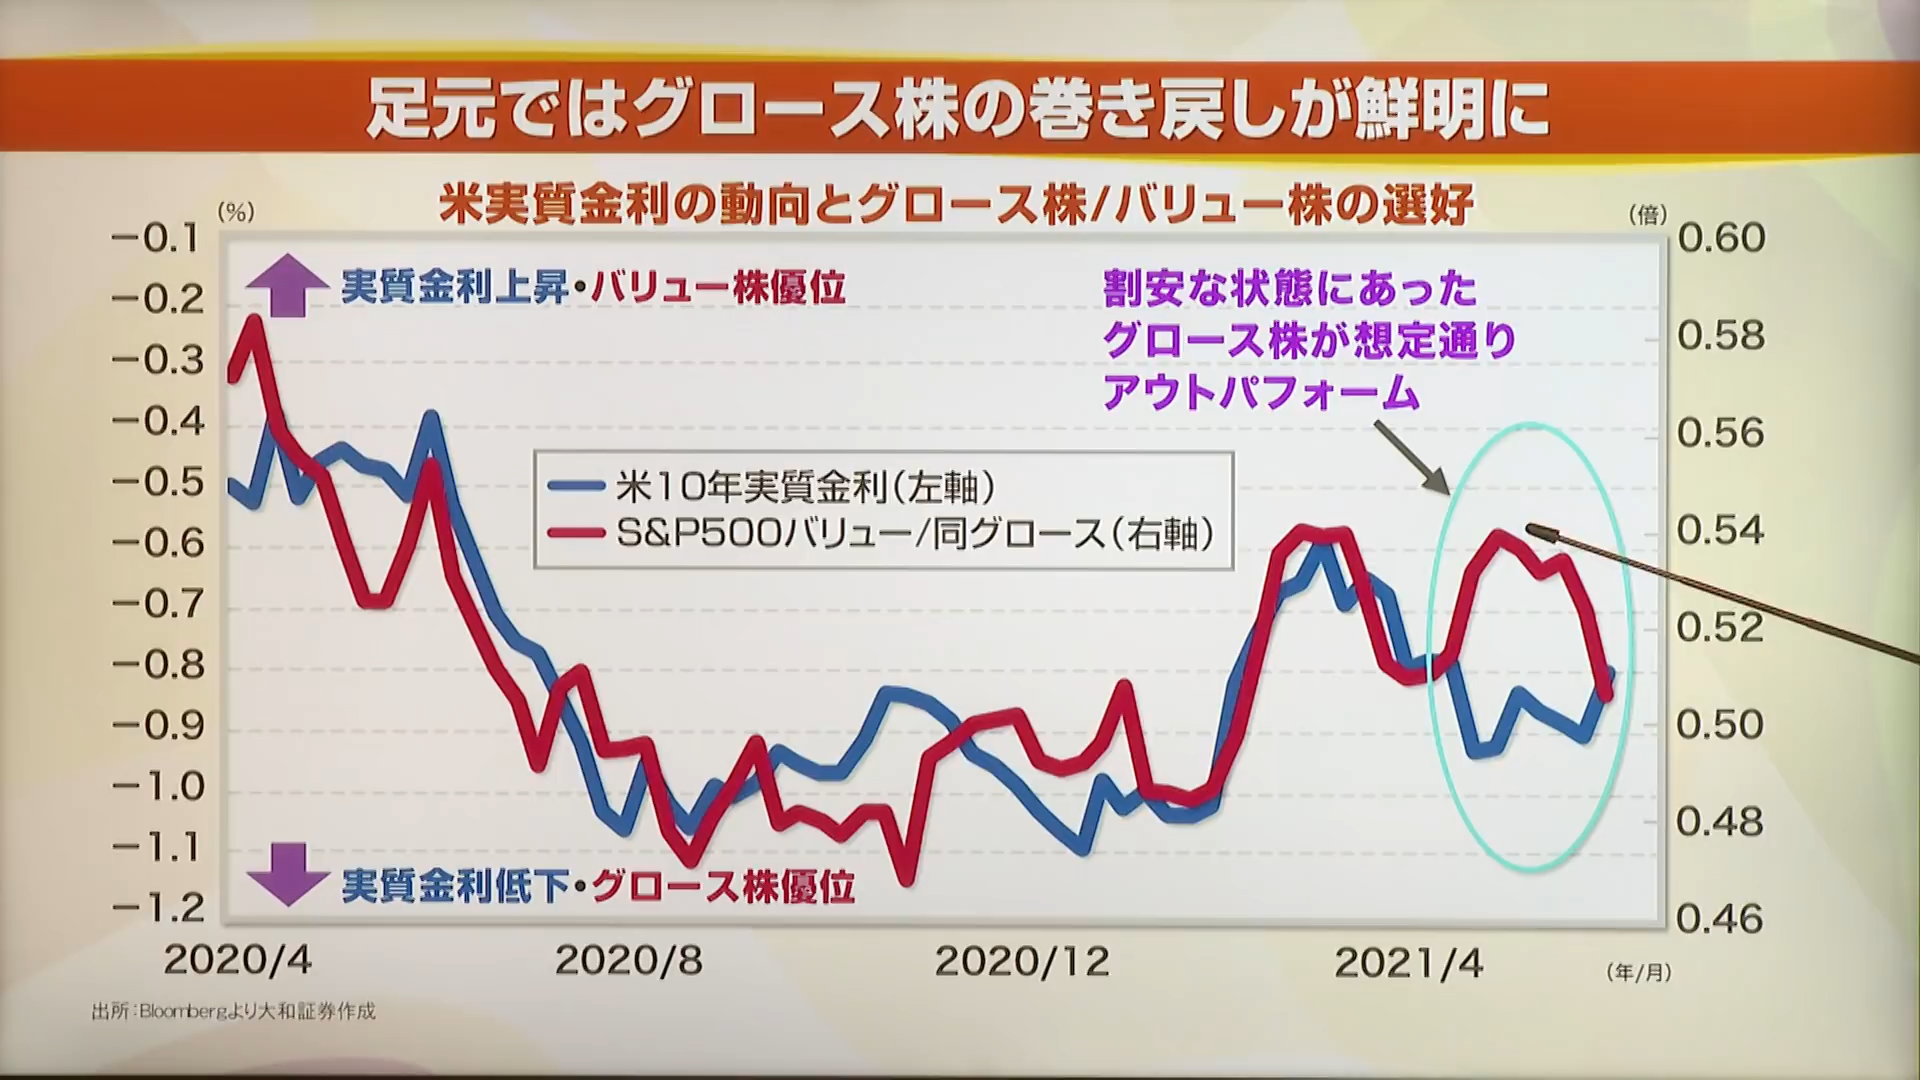 足元ではグロース株の巻き戻しが鮮明に
米実質金利の動向とグロース株/バリュー株の選好
(%)
(倍)
-0.1
-0.2
-0.3
-0.4
-0.5
-0.6
-0.7
-0.8
-0.9
-1.0
-1.1
-1.2
実質金利上昇・バリュー株優位
割安な状態にあった
グロース株が想定通り
アウトパフォーム
米10年実質金利(左軸)
S&P500バリュー/同グロース(右軸)
実質金利低下・グロース株優位
0.60
0.58
0.56
0.54
0.52
0.50
0.48
0.46
2020/4
2020/8
2020/12
2021/4
(年/月)
出所:Bloombergより大和証券作成